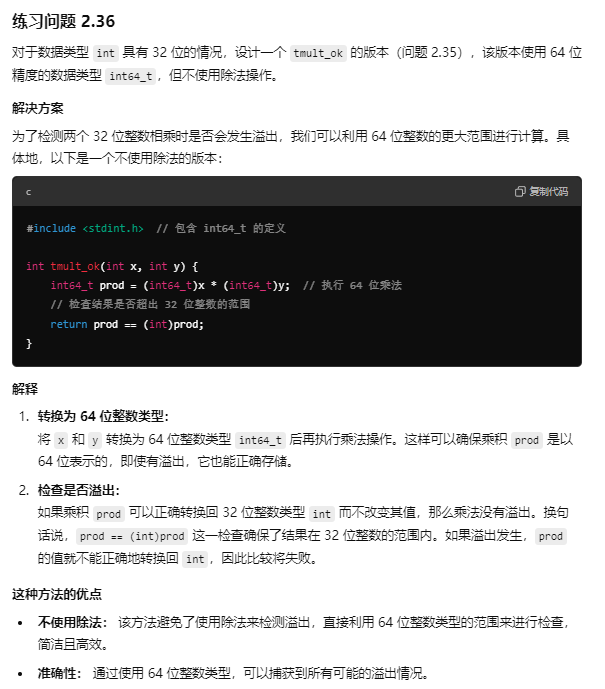 练习问题 2.36
对于数据类型 int 具有 32 位的情况，设计一个 tmult_ok 的版本（问题 2.35），该版本使用 64 位
精度的数据类型 int64_t，但不使用除法操作。
解决方案
为了检测两个 32 位整数相乘时是否会发生溢出，我们可以利用 64 位整数的更大范围进行计算。具
体地，以下是一个不使用除法的版本：
c 复制代码
#include <stdint.h>  // 包含 int64_t 的定义
int tmult_ok(int x, int y) {
    int64_t prod = (int64_t)x * (int64_t)y;  // 执行 64 位乘法
    // 检查结果是否超出 32 位整数的范围
    return prod == (int)prod;
}
解释
1. 转换为 64 位整数类型：
将 x 和 y 转换为 64 位整数类型 int64_t 后再执行乘法操作。这样可以确保乘积 prod 是以
64 位表示的，即使有溢出，它也能正确存储。
2. 检查是否溢出：
如果乘积 prod 可以正确转换回 32 位整数类型 int 而不改变其值，那么乘法没有溢出。换句
话说，prod == (int)prod 这一检查确保了结果在 32 位整数的范围内。如果溢出发生，prod
的值就不能正确地转换回 int，因此比较将失败。
这种方法的优点
• 不使用除法： 该方法避免了使用除法来检测溢出，直接利用 64 位整数类型的范围来进行检查，
简洁且高效。
• 准确性： 通过使用 64 位整数类型，可以捕获到所有可能的溢出情况。